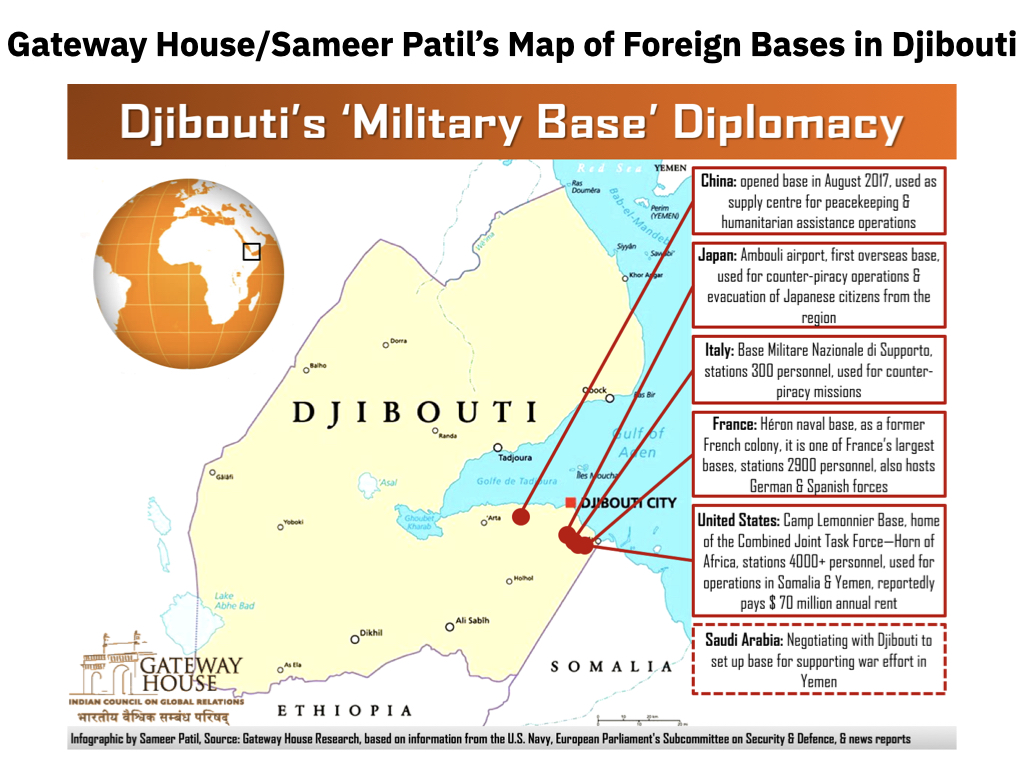 Gateway House/Sameer Patil's Map of Foreign Bases in Djibouti
Djibouti's 'Military Base' Diplomacy
Red Sea
YEMEN
Ras
Doumêra
Bab-el-Mandeb
Perim
(YEMEN)
Wê'ima
Siyyân
Sawâbi'
Khor Angar
Dorra
Balho
Obock
Ras Bir
DJIBOUTI
Randa
Gulf of
Aden
Tadjoura
Golfe de Tadjoura
Îles Moucha
Galafi
'Asal
DJIBOUTI CITY
Ghoubet
Kharab
'Arta
Yoboki
Holhol
Lake
Abhe Bad
Ali Sabîh
Dikhil
As Ela
SOMALIA
ETHIOPIA
China: opened base in August 2017, used as
supply centre for peacekeeping &
humanitarian assistance operations
Japan: Ambouli airport, first overseas base,
used for counter-piracy operations &
evacuation of Japanese citizens from the
region
Italy: Base Militare Nazionale di Supporto,
stations 300 personnel, used for counter-
piracy missions
France: Héron naval base, as a former
French colony, it is one of France's largest
bases, stations 2900 personnel, also hosts
German & Spanish forces
United States: Camp Lemonnier Base, home
of the Combined Joint Task Force—Horn of
Africa, stations 4000+ personnel, used for
operations in Somalia & Yemen, reportedly
pays $ 70 million annual rent
Saudi Arabia: Negotiating with Djibouti to
set up base for supporting war effort in
Yemen
GATEWAY
HOUSE
INDIAN COUNCIL ON GLOBAL RELATIONS
भारतीय वैश्विक सम्बंध परिषद्
Infographic by Sameer Patil, Source: Gateway House Research, based on information from the U.S. Navy, European Parliament's Subcommittee on Security & Defence, & news reports